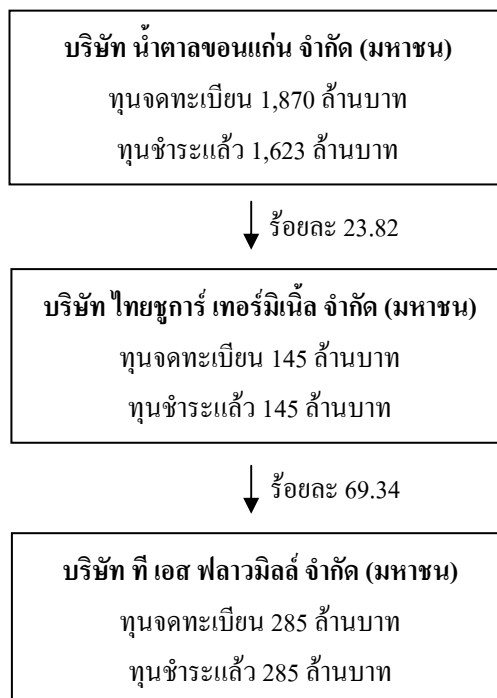 บริษัท น้ำตาลขอนแก่น จำกัด (มหาชน)
ทุนจดทะเบียน 1,870 ล้านบาท
ทุนชำระแล้ว 1,623 ล้านบาท
ร้อยละ 23.82
บริษัท ไทยชูการ์ เทอร์มิเนิ้ล จำกัด (มหาชน)
ทุนจดทะเบียน 145 ล้านบาท
ทุนชำระแล้ว 145 ล้านบาท
ร้อยละ 69.34
บริษัท ที เอส ฟลาวมิลล์ จำกัด (มหาชน)
ทุนจดทะเบียน 285 ล้านบาท
ทุนชำระแล้ว 285 ล้านบาท